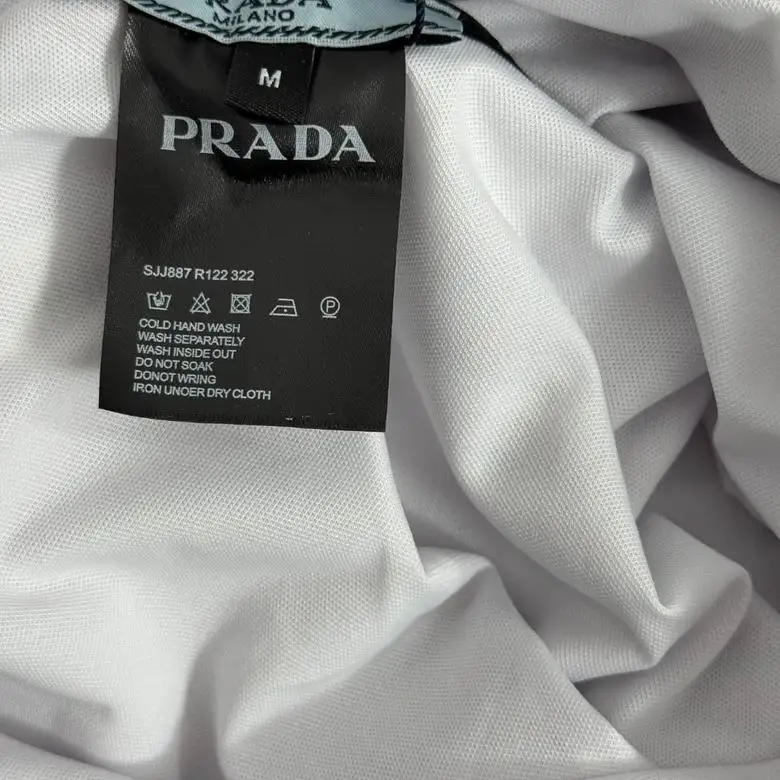 PRADA
MILANO
M
PRADA
SJJ887 R122 322
P
COLD HAND WASH
WASH SEPARATELY
WASH INSIDE OUT
DO NOT SOAK
DONOT WRING
IRON UNOER DRY CLOTH